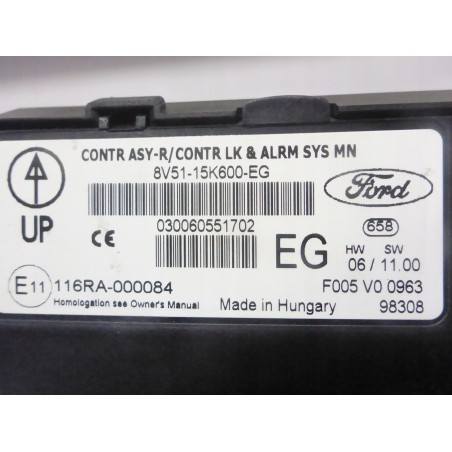 CONTR ASY-R/CONTR LK & ALRM SYS MN
8V51-15K600-EG
Ford
UP
CE
030060551702
EG
658
HW SW
06 / 11.00
E11 116RA-000084
Homologation see Owner's Manual
Made in Hungary
F005 V0 0963
98308